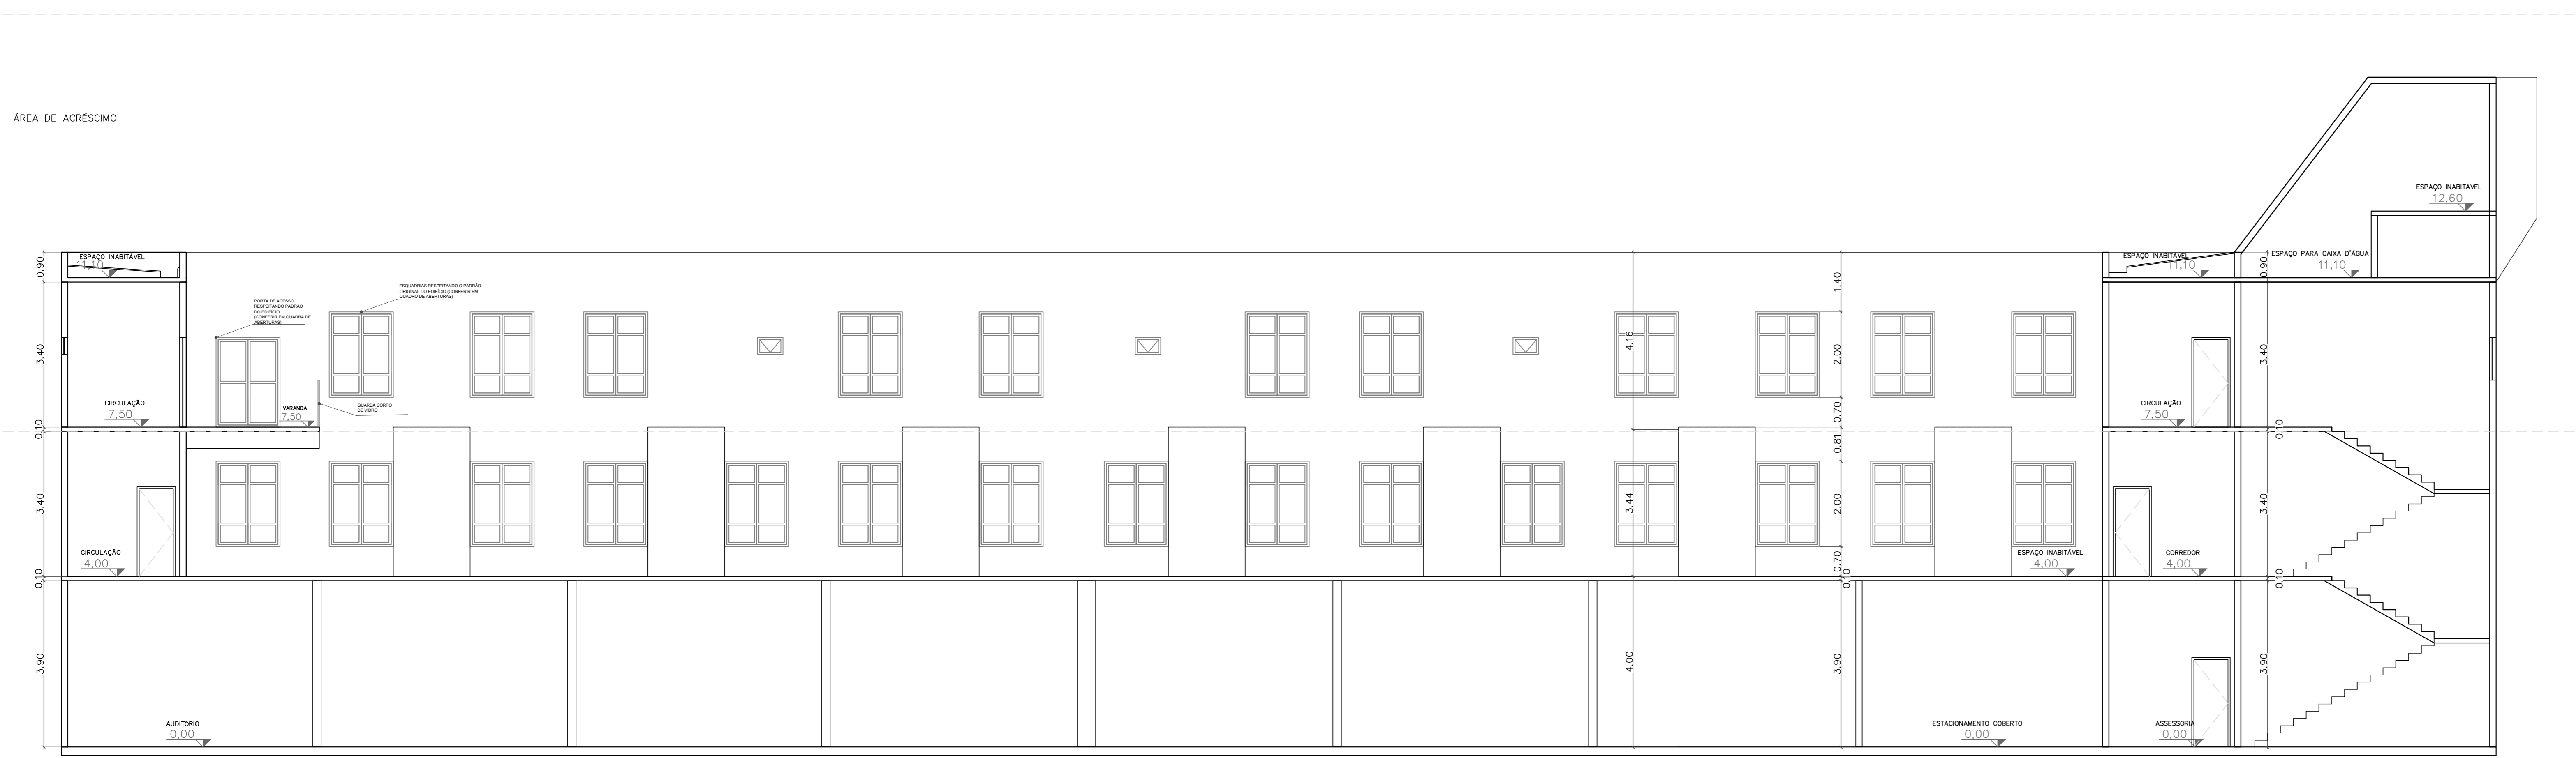 ÁREA DE ACRÉSCIMO
ESPAÇO INABITÁVEL
12,60
ESPAÇO INABITÁVEL
11,10
ESPAÇO INABITÁVEL
11,10
ESPAÇO PARA CAIXA D'ÁGUA
11,10
0.90
1.40
0.90
PORTA DE ACESSO
RESPEITANDO PADRÃO
DO EDIFÍCIO
(CONFERIR EM QUADRA DE
ABERTURAS)
ESQUADRIAS RESPEITANDO O PADRÃO
ORIGINAL DO EDIFÍCIO (CONFERIR EM
QUADRO DE ABERTURAS)
3.40
4.16
2.00
3.40
CIRCULAÇÃO
7,50
VARANDA
7,50
GUARDA CORPO
DE VIDRO
0.70
CIRCULAÇÃO
7,50
0.10
0.81
0.10
3.40
3.44
2.00
3.40
CIRCULAÇÃO
4,00
0.70
ESPAÇO INABITÁVEL
4,00
CORREDOR
4,00
0.10
0.10
0.10
3.90
4.00
3.90
3.90
AUDITÓRIO
0,00
ESTACIONAMENTO COBERTO
0,00
ASSESSORIA
0,00